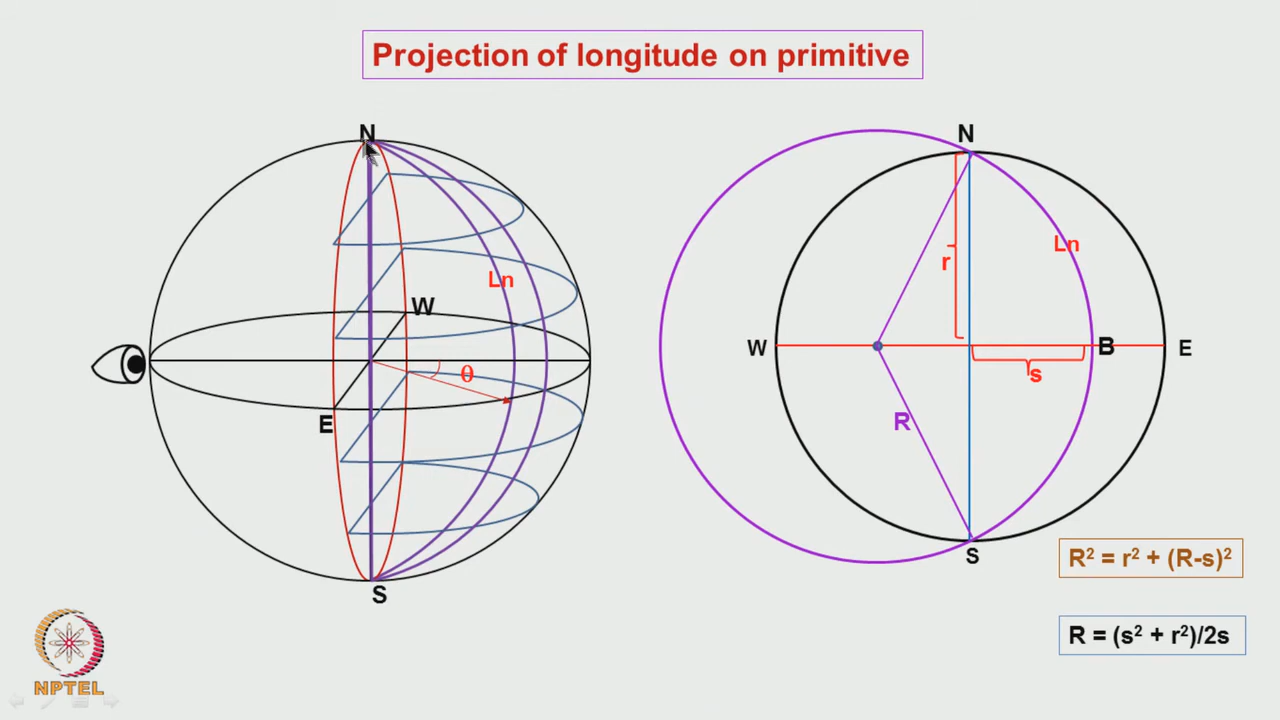 Projection of longitude on primitive
N
Ln
W
θ
E
S
N
r
Ln
W
B
E
s
R
S
R² = r² + (R-s)²
R = (s² + r²)/2s
NPTEL